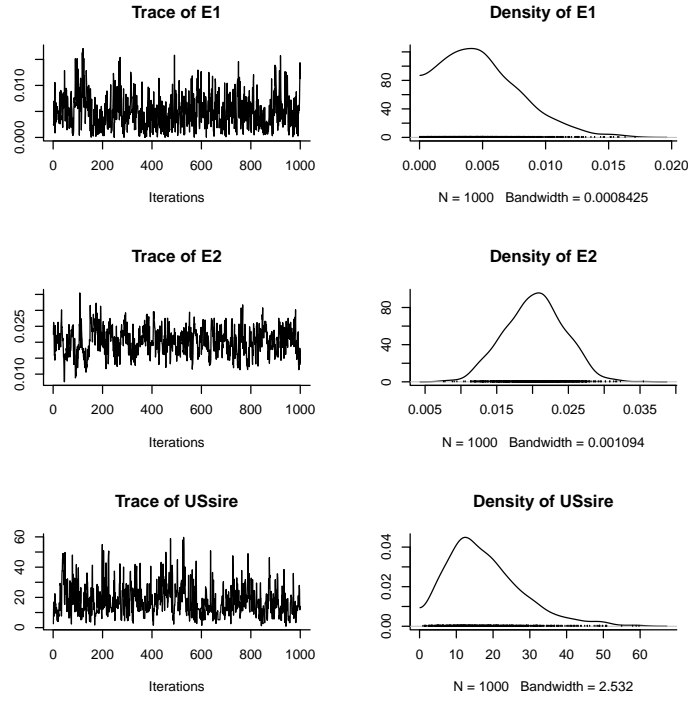 Trace of E1
0.000 0.010
0 200 400 600 800 1000
Iterations
Density of E1
0 40 80
0.000 0.005 0.010 0.015 0.020
N = 1000 Bandwidth = 0.0008425
Trace of E2
0.010 0.025
0 200 400 600 800 1000
Iterations
Density of E2
0 40 80
0.005 0.015 0.025 0.035
N = 1000 Bandwidth = 0.001094
Trace of USsire
0 20 40 60
0 200 400 600 800 1000
Iterations
Density of USsire
0.00 0.02 0.04
0 10 20 30 40 50 60
N = 1000 Bandwidth = 2.532